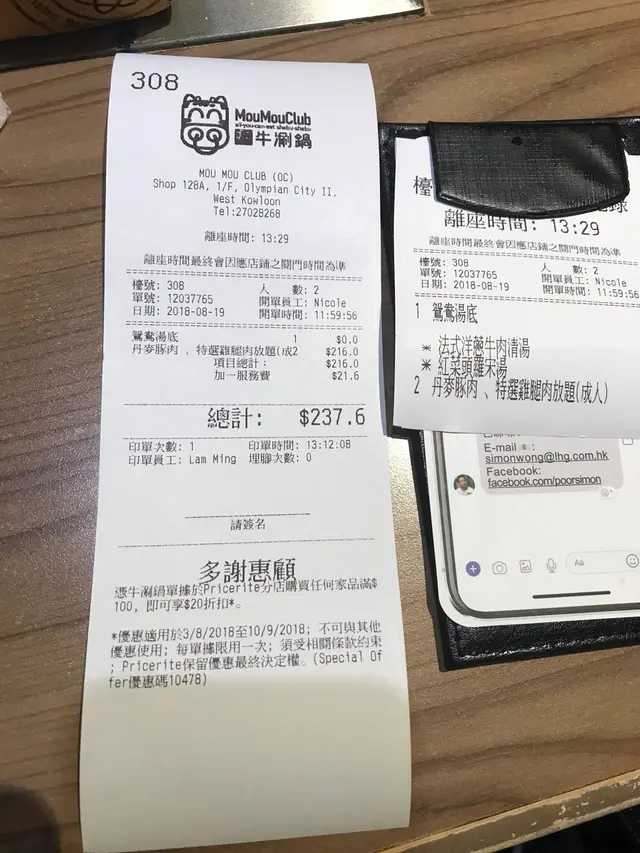 308
MouMouClub
all-you-can-eat shabu-shabu
牛涮鍋
MOU MOU CLUB (OC)
Shop 128A, 1/F, Olympian City II,
West Kowloon
Tel:27028268
離座時間: 13:29
離座時間最終會因應店鋪之關門時間為準
檯號: 308 人 數: 2
單號: 12037765 開單員工: Nicole
日期: 2018-08-19 開單時間: 11:59:56
鴛鴦湯底 1 $0.0
丹麥豚肉 、特選雞腿肉放題(成2 $216.0
項目總計: $216.0
加一服務費 $21.6
總計: $237.6
印單次數: 1 印單時間: 13:12:08
印單員工: Lam Ming 埋腳次數: 0
請簽名
多謝惠顧
憑牛涮鍋單據於Pricerite分店購買任何家品滿$
100, 即可享$20折扣*。
*優惠適用於3/8/2018至10/9/2018; 不可與其他
優惠使用; 每單據限用一次; 須受相關條款約束
; Pricerite保留優惠最終決定權。(Special Of
fer優惠碼10478)
檯
離座時間: 13:29
離座時間最終會因應店鋪之關門時間為準
檯號: 308 人 數: 2
單號: 12037765 開單員工: Nicole
日期: 2018-08-19 開單時間: 11:59:56
1 鴛鴦湯底
* 法式洋蔥牛肉清湯
* 紅菜頭羅宋湯
2 丹麥豚肉 、特選雞腿肉放題(成人)
E-mail :
simonwong@lhg.com.hk
Facebook:
facebook.com/poorsimon
Aa